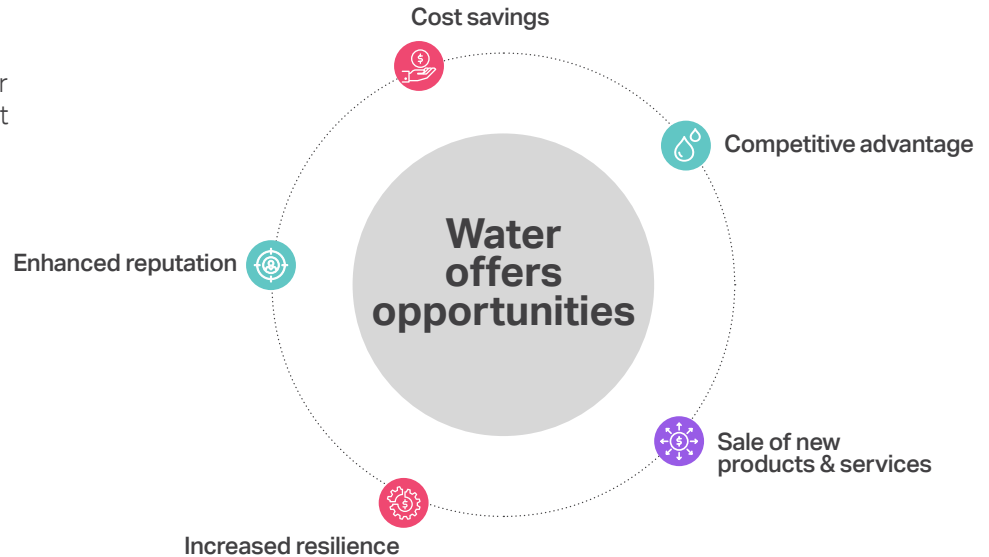 Cost savings
r
t
Competitive advantage
Water
offers
opportunities
Enhanced reputation
Sale of new
products & services
Increased resilience